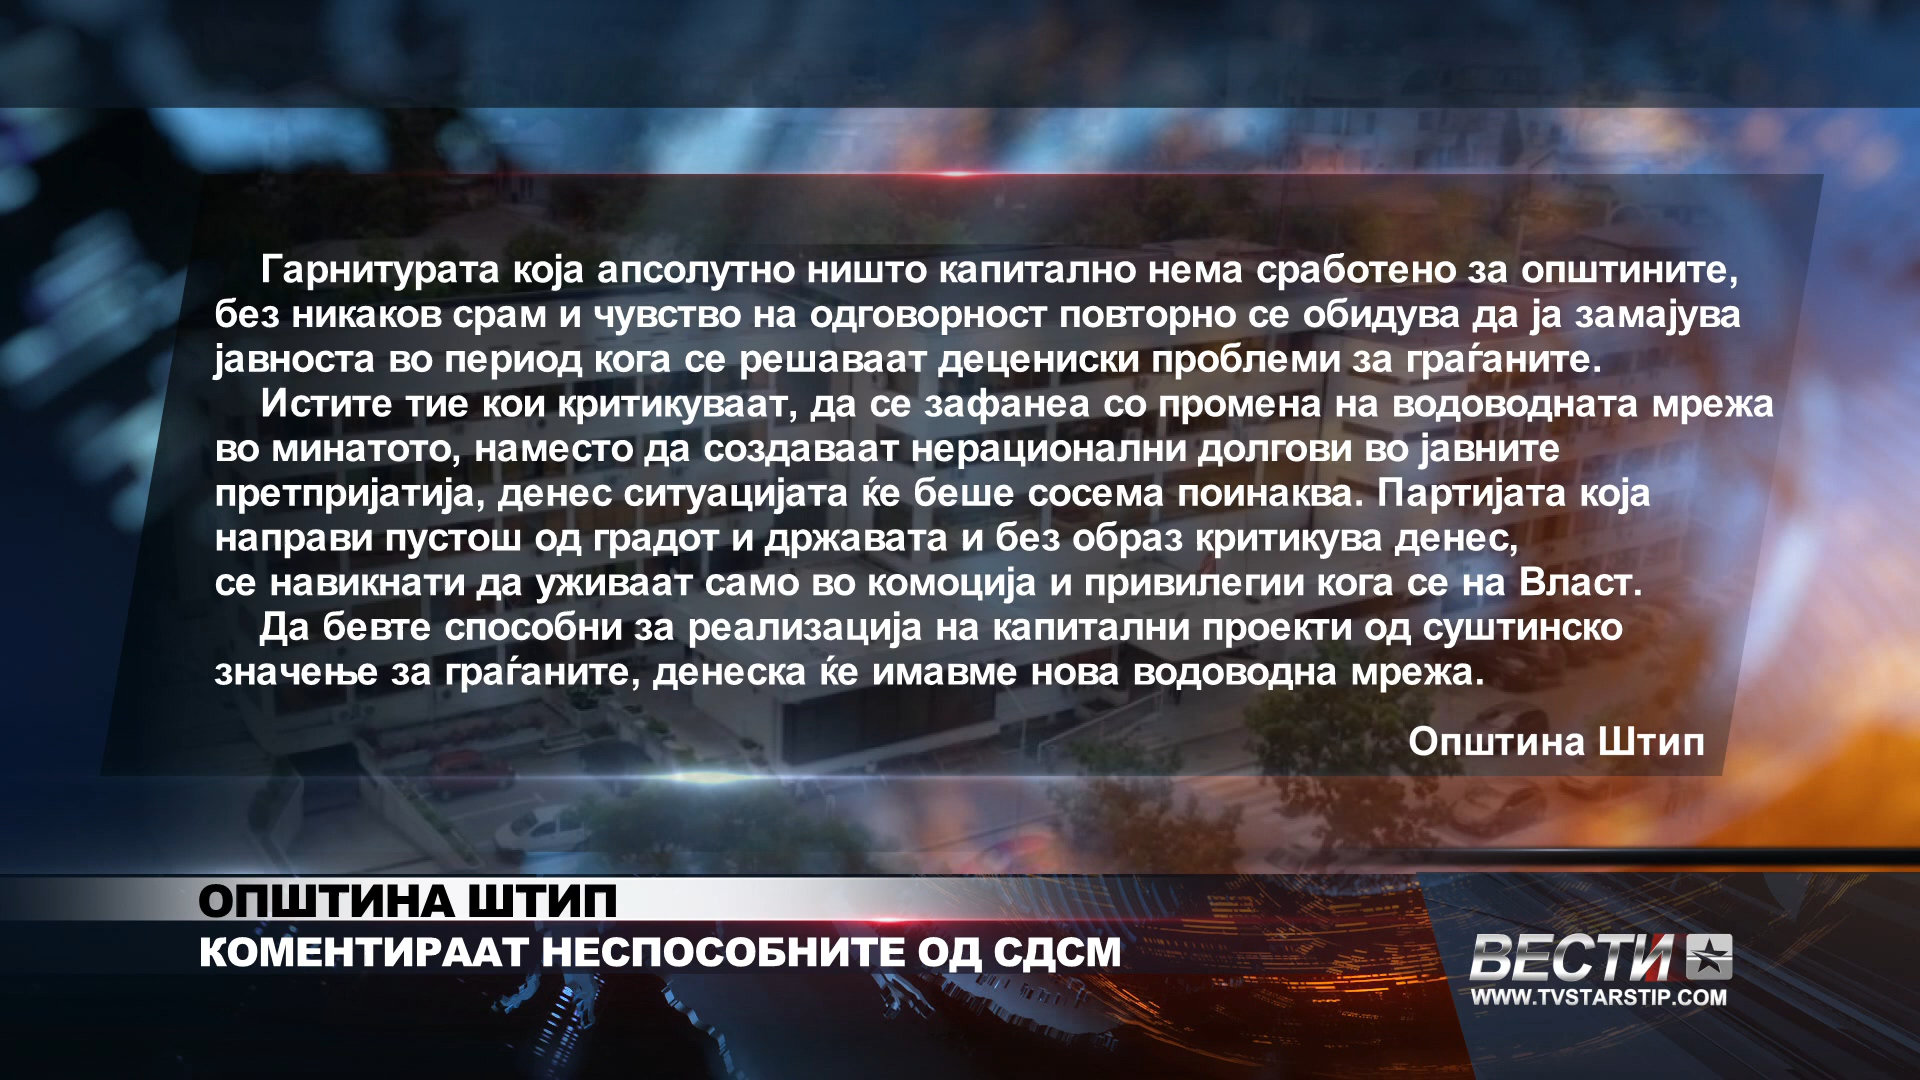 Гарнитурата која апсолутно ништо капитално нема сработено за општините,
без никаков срам и чувство на одговорност повторно се обидува да ја замајува
јавноста во период кога се решаваат децениски проблеми за граѓаните.
Истите тие кои критикуваат, да се зафанеа со промена на водоводната мрежа
во минатото, наместо да создаваат нерационални долгови во јавните
претпријатија, денес ситуацијата ќе беше сосема поинаква. Партијата која
направи пустош од градот и државата и без образ критикува денес,
се навикнати да уживаат само во комоција и привилегии кога се на Власт.
Да бевте способни за реализација на капитални проекти од суштинско
значење за граѓаните, денеска ќе имавме нова водоводна мрежа.
Општина Штип
ОПШТИНА ШТИП
КОМЕНТИРААТ НЕСПОСОБНИТЕ ОД СДСМ
ВЕСТИ
WWW.TVSTARSTIP.COM